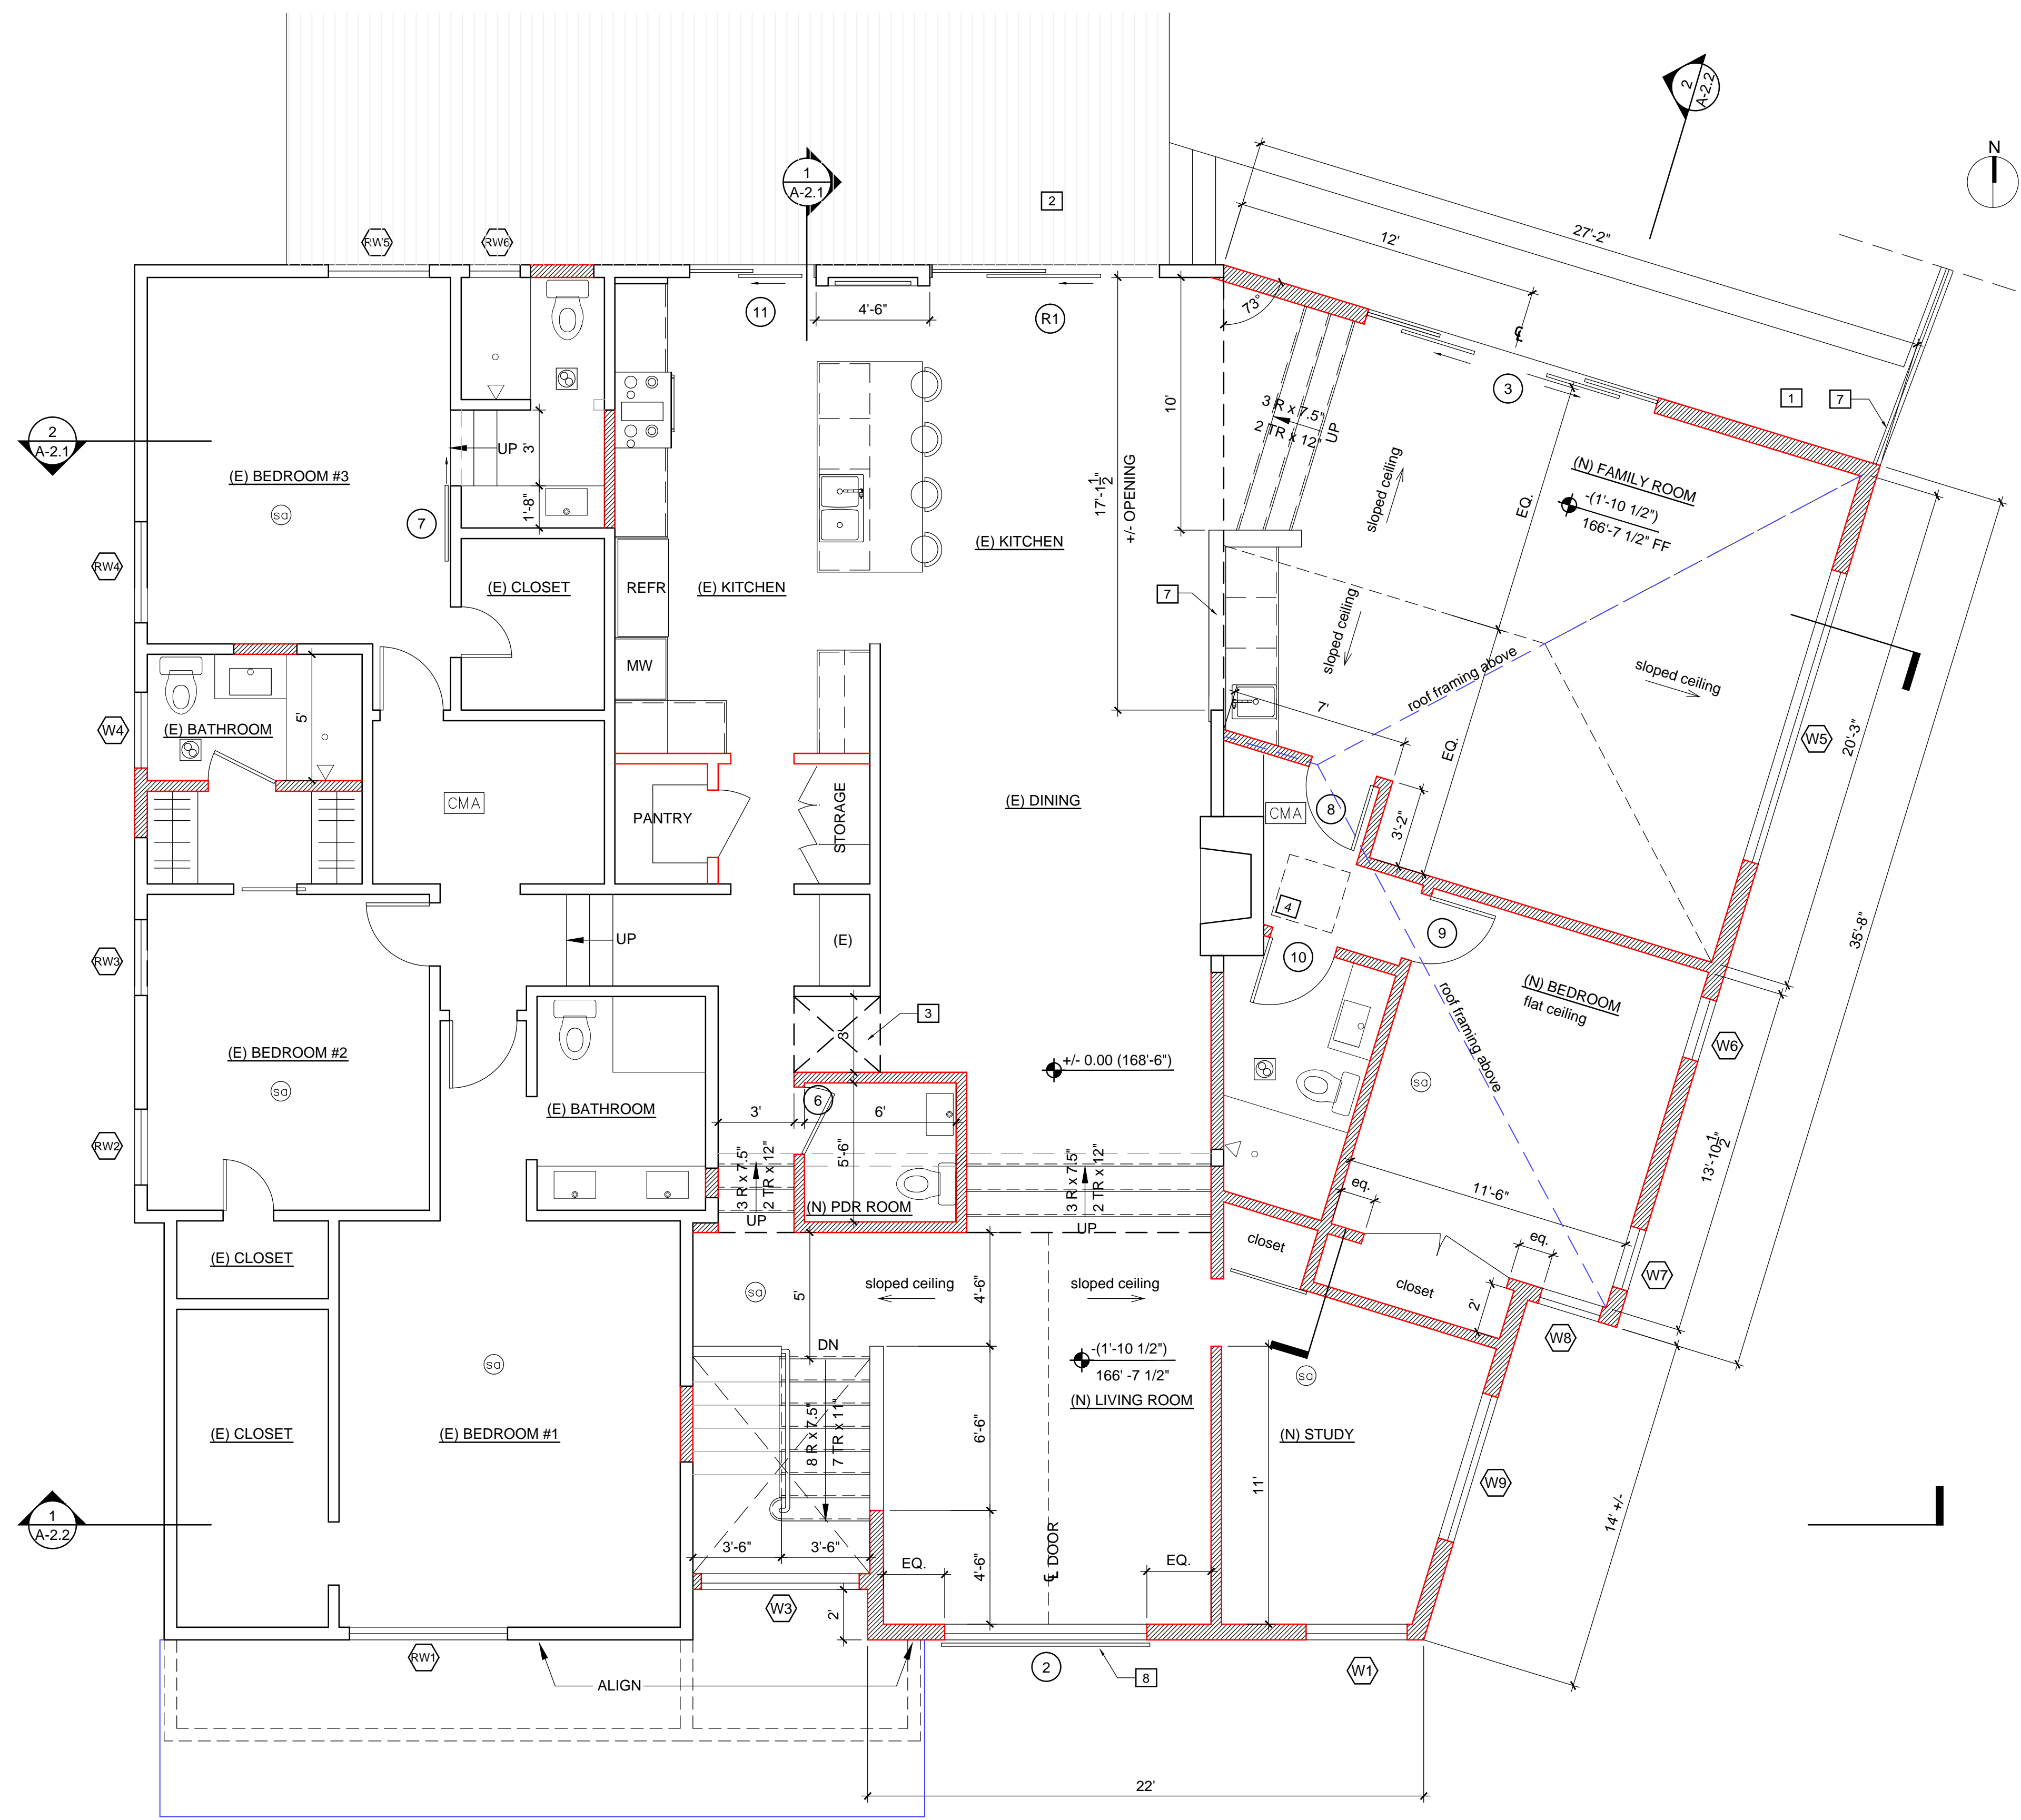 2
A-2.2
N
1
A-2.1
2
27'-2"
12'
RW5
RW6
73°
11
4'-6"
R1
℄
3
1
7
3 R x 7.5"
2 TR x 12"
UP
10'
2
A-2.1
UP
3'
(E) BEDROOM #3
sa
1'-8"
7
17'-1 1/2"
+/- OPENING
sloped ceiling
EQ.
(N) FAMILY ROOM
-(1'-10 1/2")
166'-7 1/2" FF
(E) KITCHEN
RW4
(E) CLOSET
REFR
(E) KITCHEN
7
MW
sloped ceiling
roof framing above
sloped ceiling
W4
(E) BATHROOM
5'
7'
EQ.
W5
20'-3"
CMA
PANTRY
STORAGE
(E) DINING
CMA
8
3'-2"
4
35'-8"
RW3
UP
(E)
10
9
(N) BEDROOM
flat ceiling
roof framing above
3
3'
(E) BEDROOM #2
sa
+/- 0.00 (168'-6")
W6
sa
RW2
(E) BATHROOM
3'
6
6'
5'-6"
3 R x 7.5"
2 TR x 12"
UP
(N) PDR ROOM
3 R x 7.5"
2 TR x 12"
UP
13'-10 1/2"
11'-6"
eq.
eq.
closet
closet
2'
W7
W8
(E) CLOSET
sa
5'
sloped ceiling
sloped ceiling
4'-6"
DN
-(1'-10 1/2")
166' -7 1/2"
(N) LIVING ROOM
sa
sa
(E) CLOSET
(E) BEDROOM #1
8 R x 7.5"
7 TR x 11"
6'-6"
(N) STUDY
11'
W9
14' +/-
1
A-2.2
3'-6"
3'-6"
EQ.
4'-6"
℄ DOOR
EQ.
W3
2'
RW1
ALIGN
2
8
W1
22'